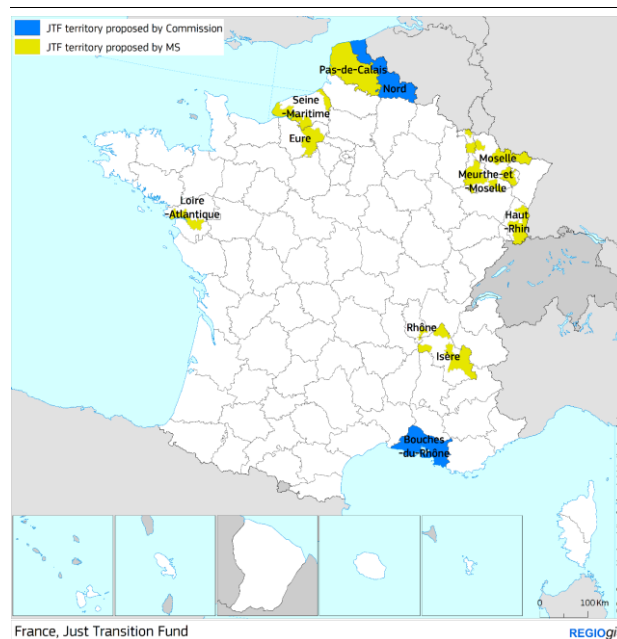 JTF territory proposed by Commission
JTF territory proposed by MS
Pas-de-Calais
Nord
Seine
-Maritime
Eure
Moselle
Meurthe-et
-Moselle
Haut
-Rhin
Loire
-Atlantique
Rhône
Isère
Bouches
-du-Rhône
0 100 Km
France, Just Transition Fund
REGIOgi